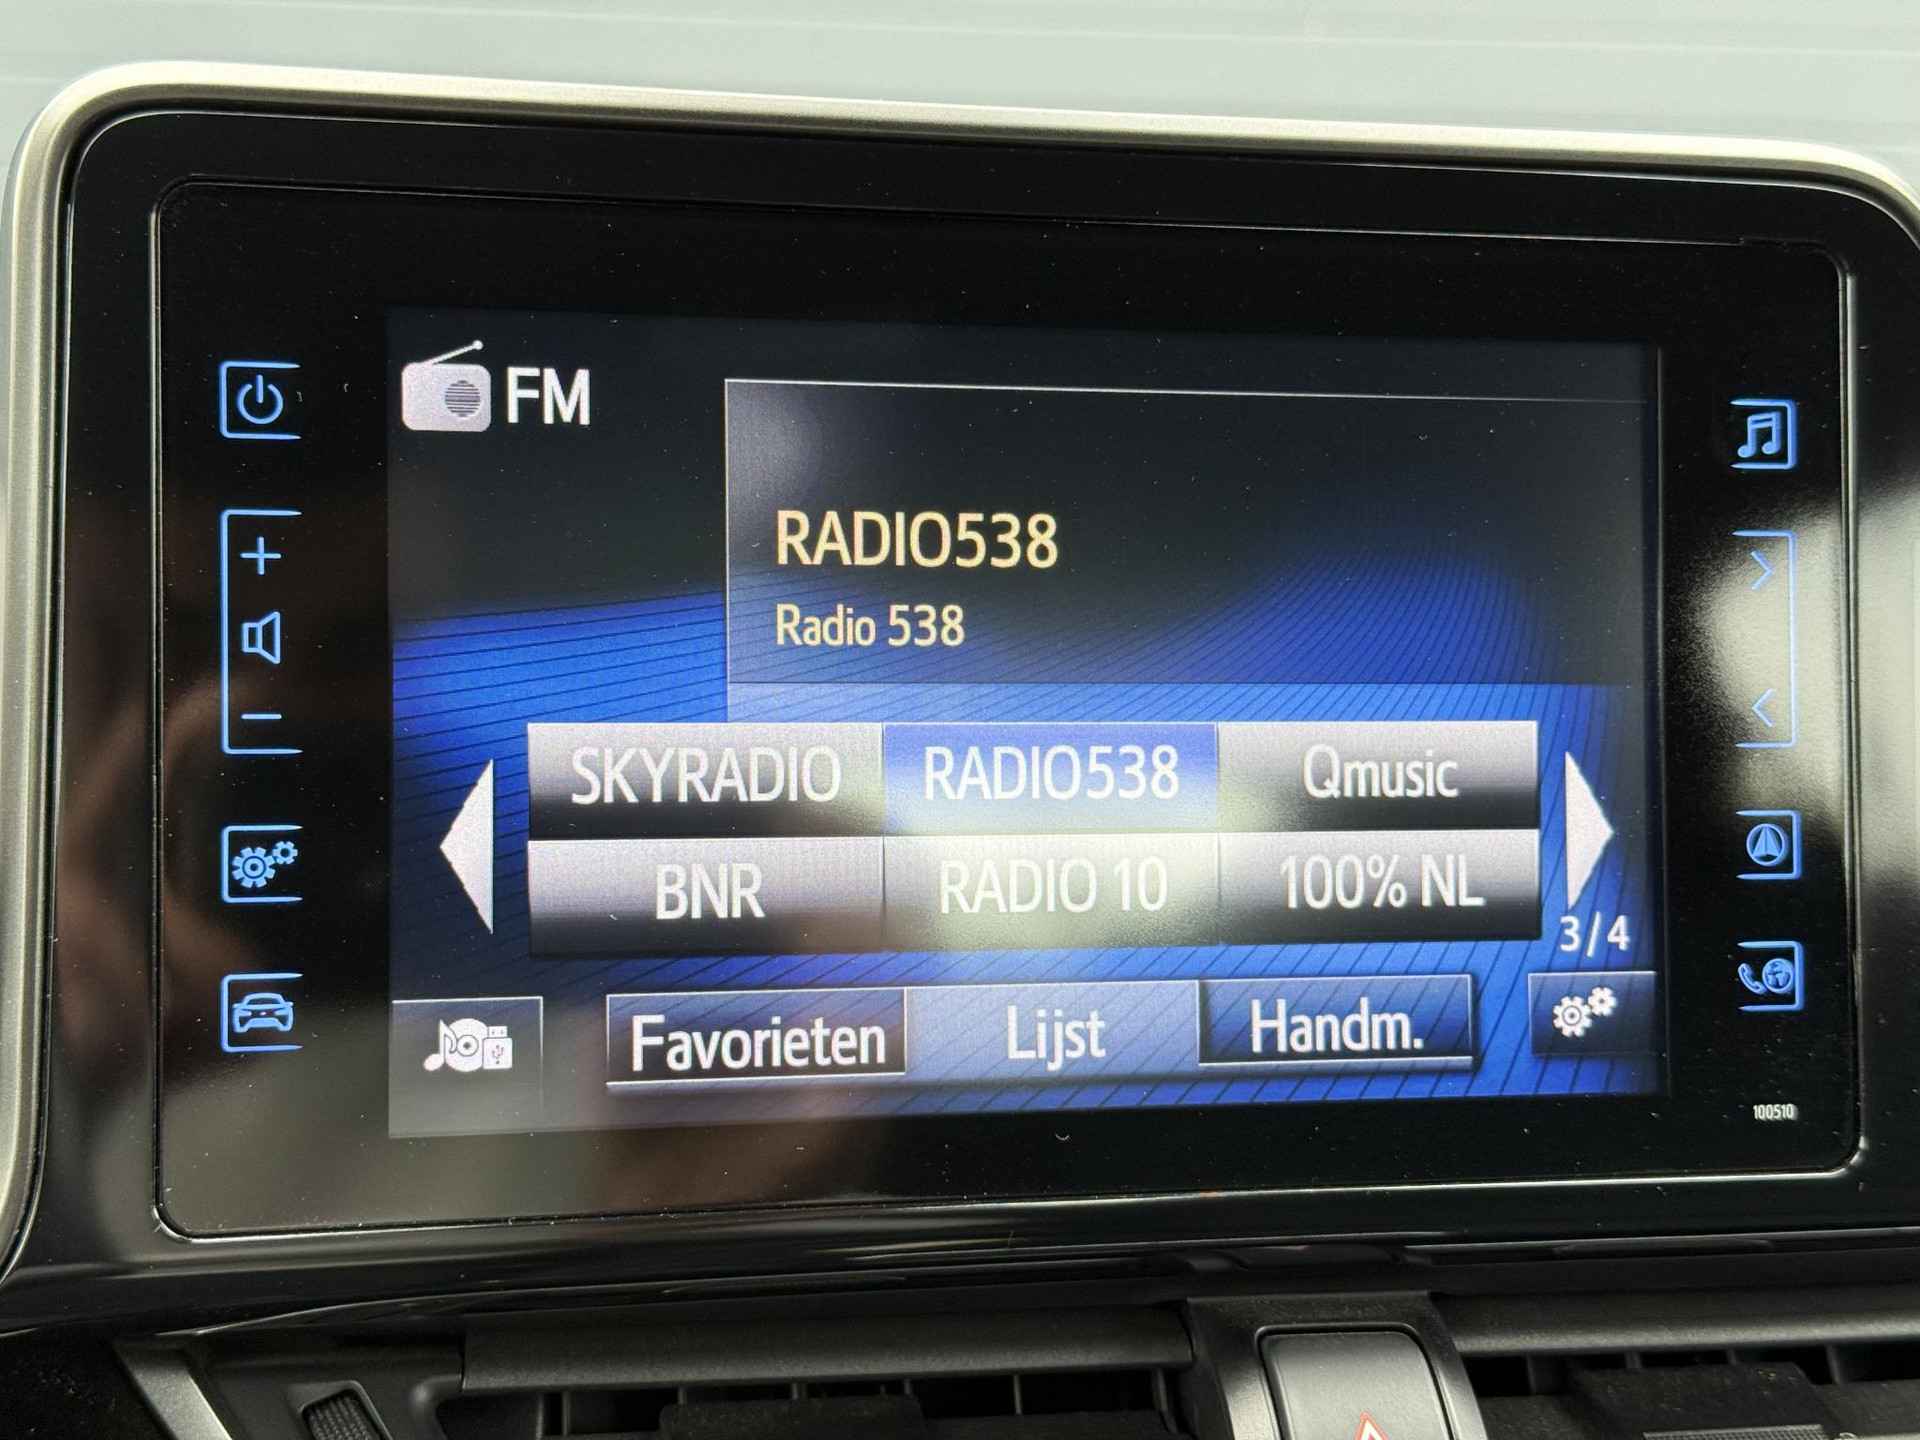 FM
RADIO538
Radio 538
SKYRADIO RADIO538 Qmusic
BNR RADIO 10 100% NL
3/4
Favorieten Lijst Handm.
100510